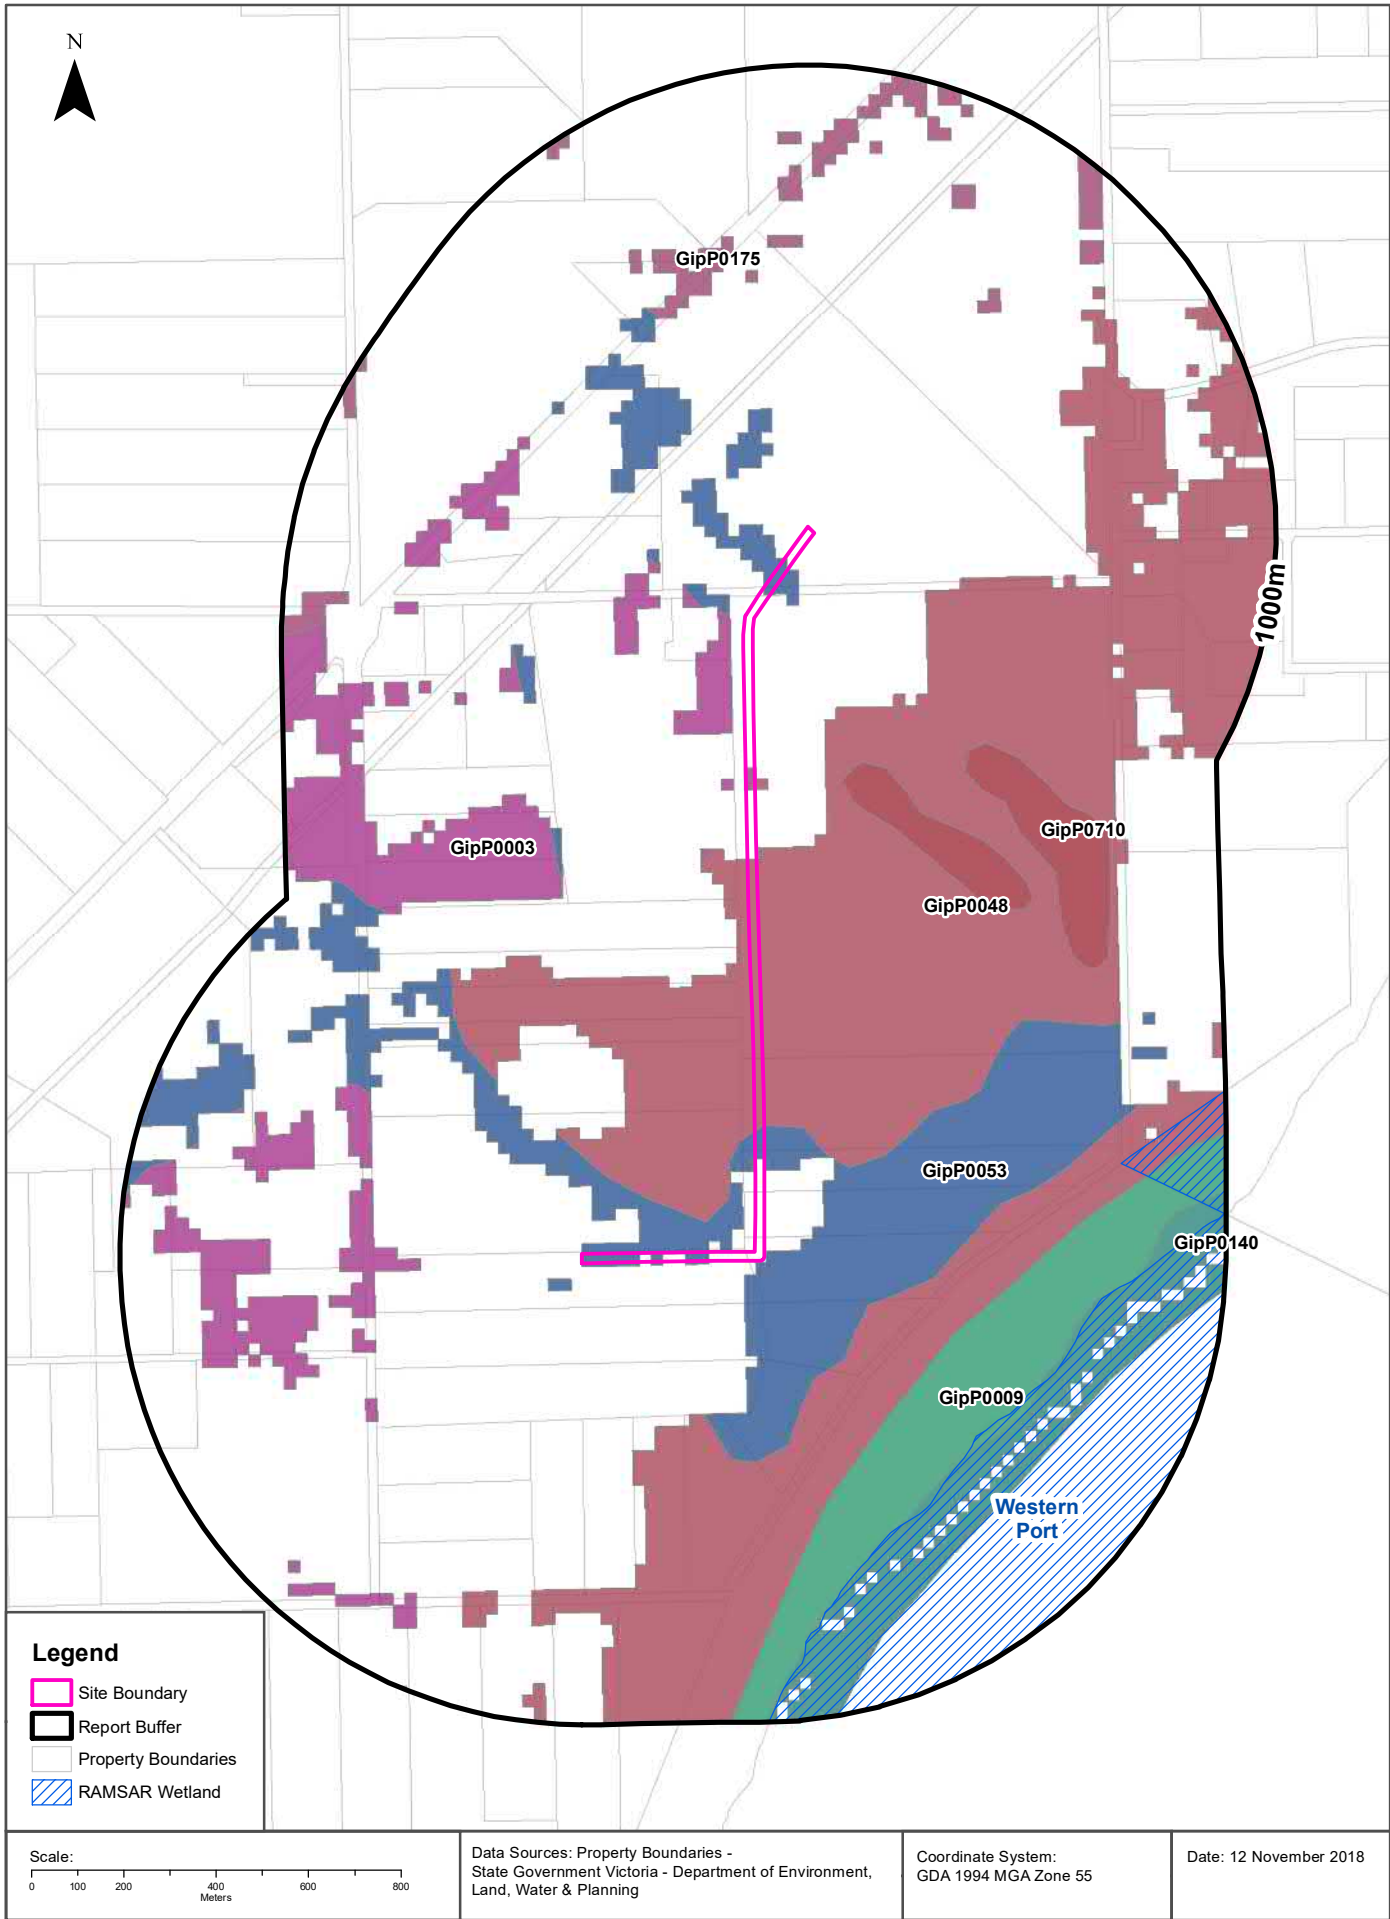 N
GipP0175
1000m
GipP0710
GipP0003
GipP0048
GipP0053
GipP0140
GipP0009
Western
Port
Legend
Site Boundary
Report Buffer
Property Boundaries
RAMSAR Wetland
Scale:
0 100 200 400 600 800
Meters
Data Sources: Property Boundaries -
State Government Victoria - Department of Environment,
Land, Water & Planning
Coordinate System:
GDA 1994 MGA Zone 55
Date: 12 November 2018